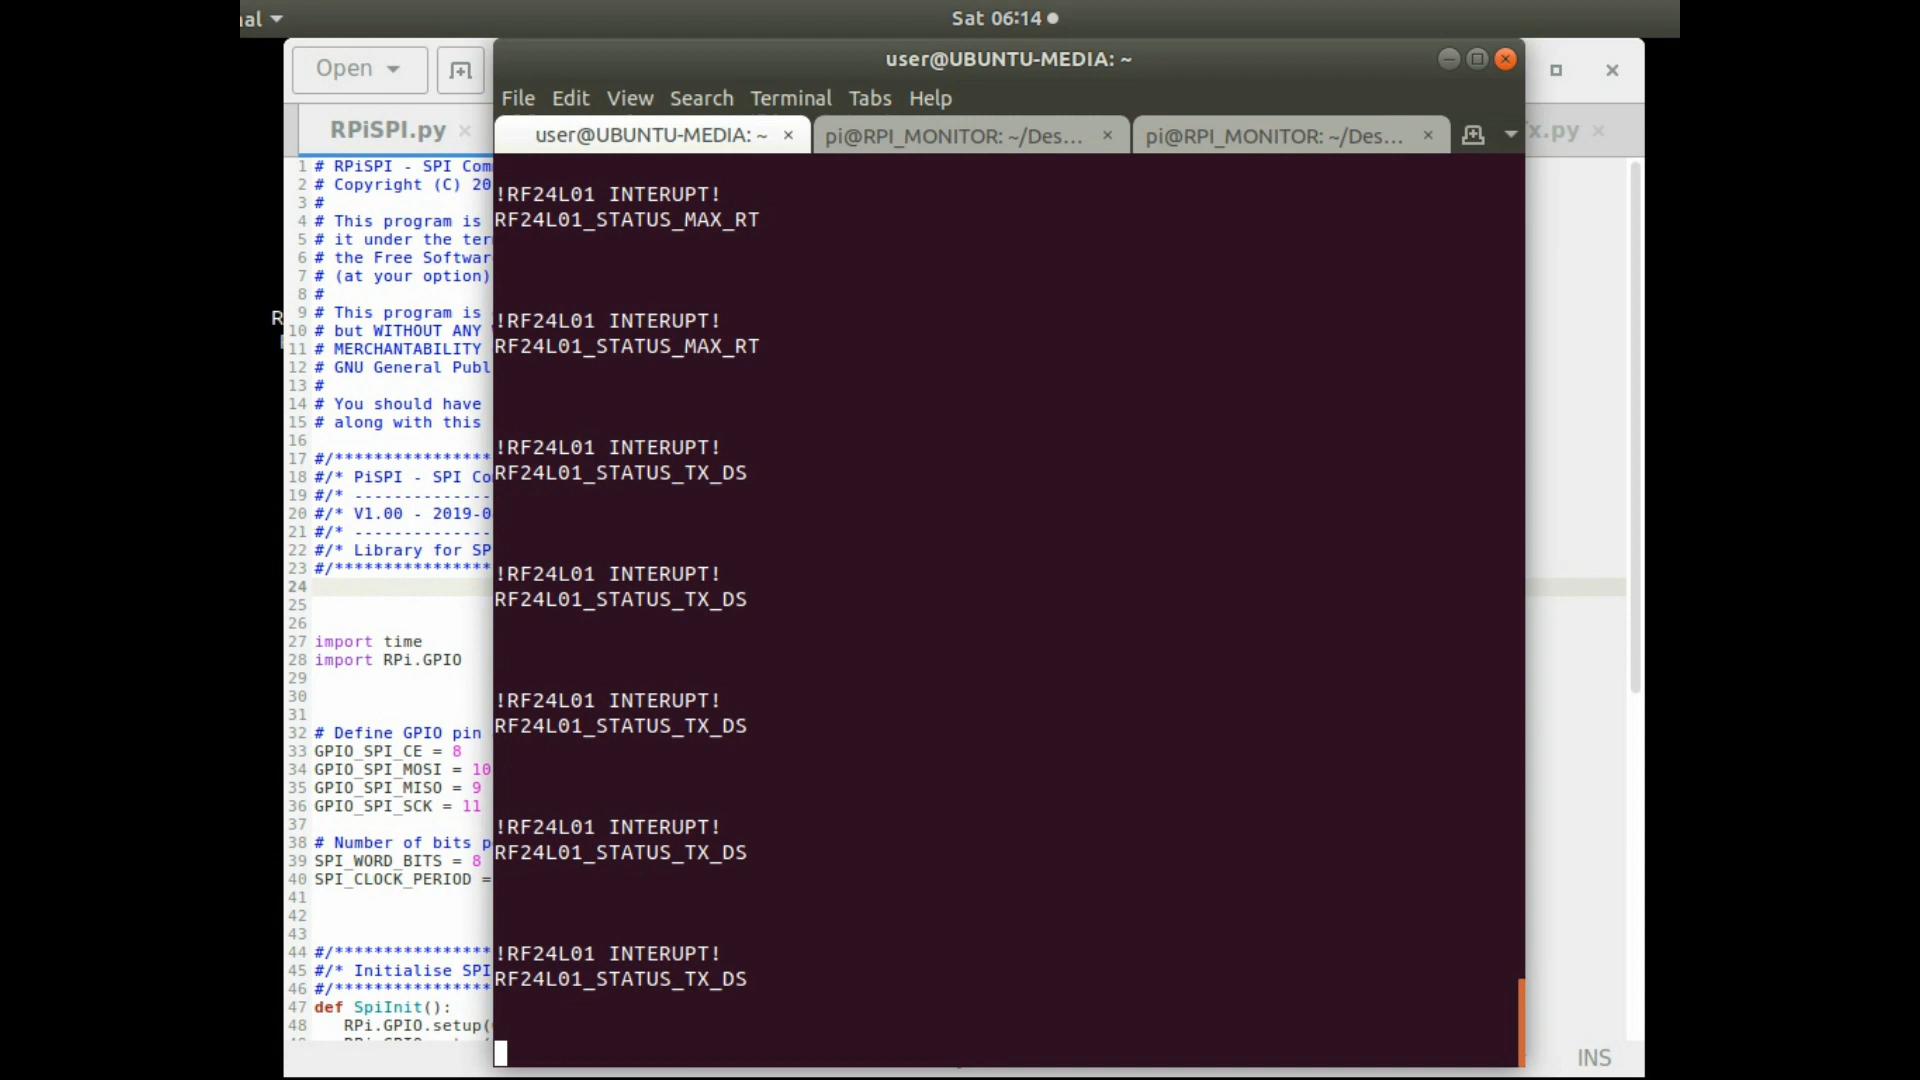 al
Sat 06:14
Open
RPiSPI.py
x.py
user@UBUNTU-MEDIA: ~
File Edit View Search Terminal Tabs Help
user@UBUNTU-MEDIA: ~
pi@RPI_MONITOR: ~/Des...
pi@RPI_MONITOR: ~/Des...
1 # RPiSPI - SPI Com
2 # Copyright (C) 20
3 #
4 # This program is
5 # it under the ter
6 # the Free Softwar
7 # (at your option)
8 #
9 # This program is
10 # but WITHOUT ANY
11 # MERCHANTABILITY
12 # GNU General Publ
13 #
14 # You should have
15 # along with this
16
17 #/****************
18 #/* PiSPI - SPI Co
19 #/* --------------
20 #/* V1.00 - 2019-0
21 #/* --------------
22 #/* Library for SP
23 #/****************
24
25
26
27 import time
28 import RPi.GPIO
29
30
31
32 # Define GPIO pin
33 GPIO_SPI_CE = 8
34 GPIO_SPI_MOSI = 10
35 GPIO_SPI_MISO = 9
36 GPIO_SPI_SCK = 11
37
38 # Number of bits p
39 SPI_WORD_BITS = 8
40 SPI_CLOCK_PERIOD =
41
42
43
44 #/****************
45 #/* Initialise SPI
46 #/****************
47 def SpiInit():
48 RPi.GPIO.setup(
R
!RF24L01 INTERUPT!
RF24L01_STATUS_MAX_RT
!RF24L01 INTERUPT!
RF24L01_STATUS_MAX_RT
!RF24L01 INTERUPT!
RF24L01_STATUS_TX_DS
!RF24L01 INTERUPT!
RF24L01_STATUS_TX_DS
!RF24L01 INTERUPT!
RF24L01_STATUS_TX_DS
!RF24L01 INTERUPT!
RF24L01_STATUS_TX_DS
!RF24L01 INTERUPT!
RF24L01_STATUS_TX_DS
INS